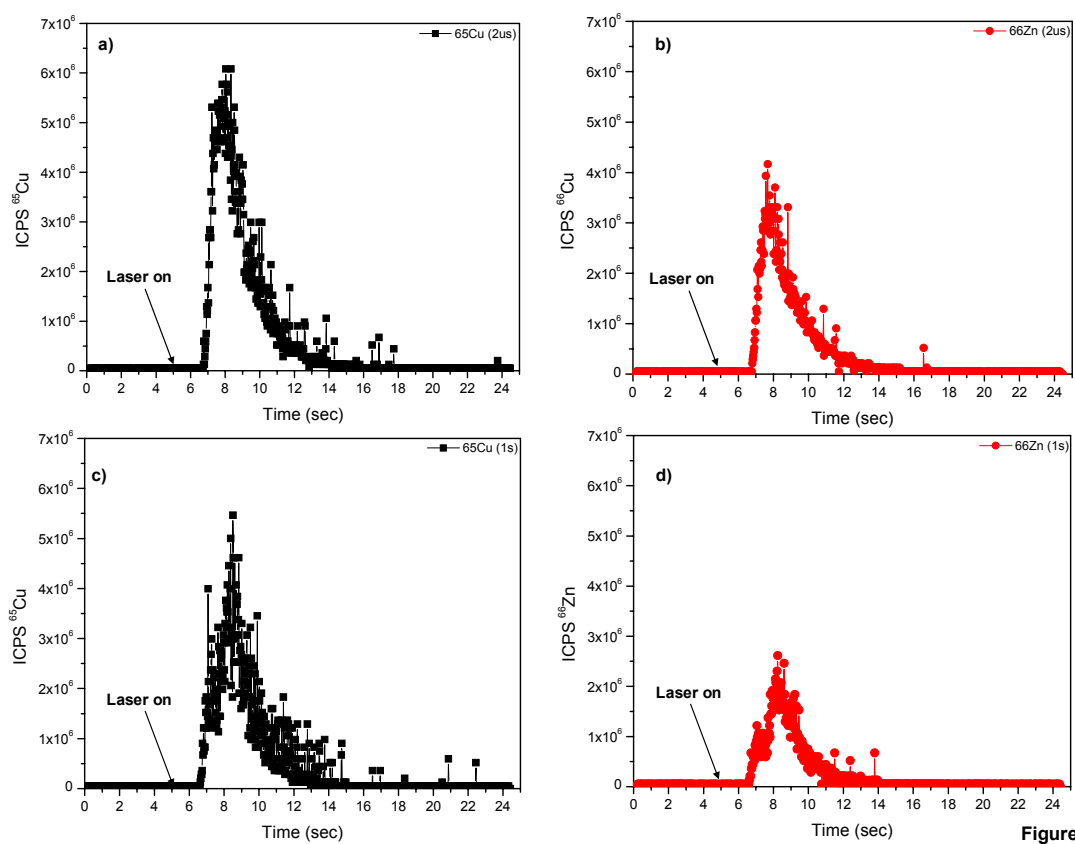 7x10⁶
6x10⁶
5x10⁶
4x10⁶
3x10⁶
2x10⁶
1x10⁶
0
a)
65Cu (2us)
Laser on
ICPS ⁶⁵Cu
0 2 4 6 8 10 12 14 16 18 20 22 24
Time (sec)
7x10⁶
6x10⁶
5x10⁶
4x10⁶
3x10⁶
2x10⁶
1x10⁶
0
b)
66Zn (2us)
Laser on
ICPS ⁶⁶Cu
0 2 4 6 8 10 12 14 16 18 20 22 24
Time (sec)
7x10⁶
6x10⁶
5x10⁶
4x10⁶
3x10⁶
2x10⁶
1x10⁶
0
c)
65Cu (1s)
Laser on
ICPS ⁶⁵Cu
0 2 4 6 8 10 12 14 16 18 20 22 24
Time (sec)
7x10⁶
6x10⁶
5x10⁶
4x10⁶
3x10⁶
2x10⁶
1x10⁶
0
d)
66Zn (1s)
Laser on
ICPS ⁶⁶Zn
0 2 4 6 8 10 12 14 16 18 20 22 24
Time (sec)
Figure